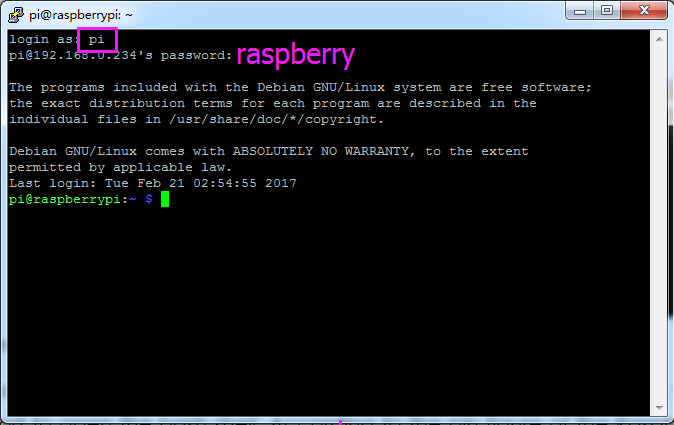 pi@raspberrypi: ~
login as: pi
pi@192.168.0.234's password: raspberry
The programs included with the Debian GNU/Linux system are free software;
the exact distribution terms for each program are described in the
individual files in /usr/share/doc/*/copyright.
Debian GNU/Linux comes with ABSOLUTELY NO WARRANTY, to the extent
permitted by applicable law.
Last login: Tue Feb 21 02:54:55 2017
pi@raspberrypi:~ $